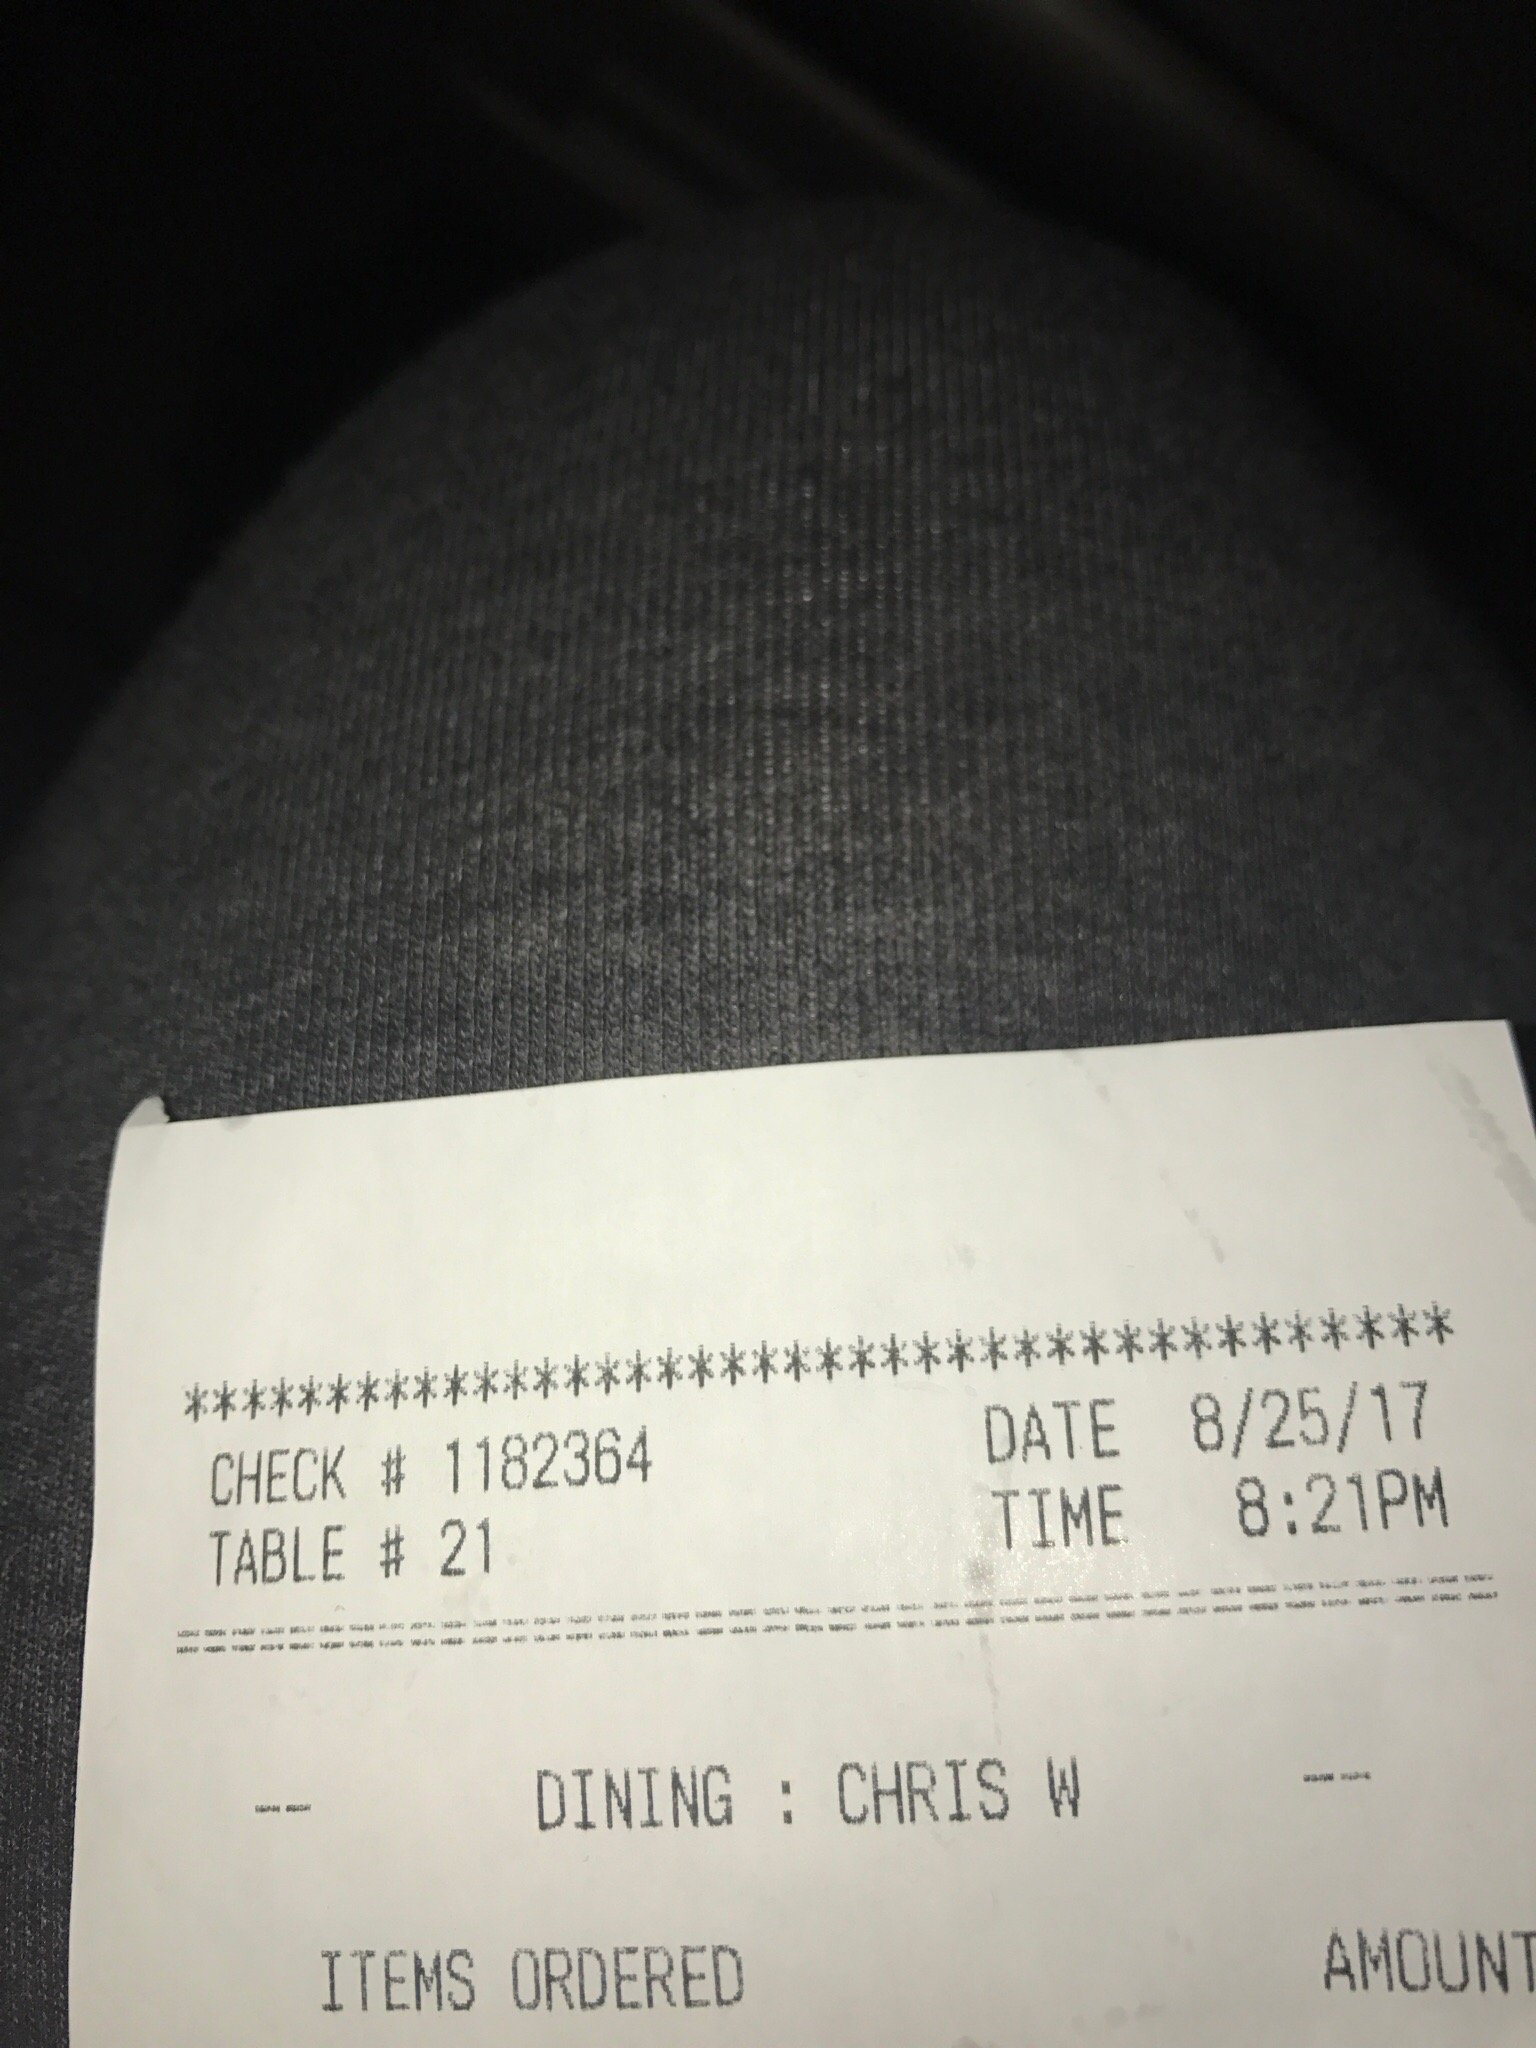 ****************************************
CHECK # 1182364 DATE 8/25/17
TABLE # 21 TIME 8:21PM
-- DINING : CHRIS W --
ITEMS ORDERED AMOUNT